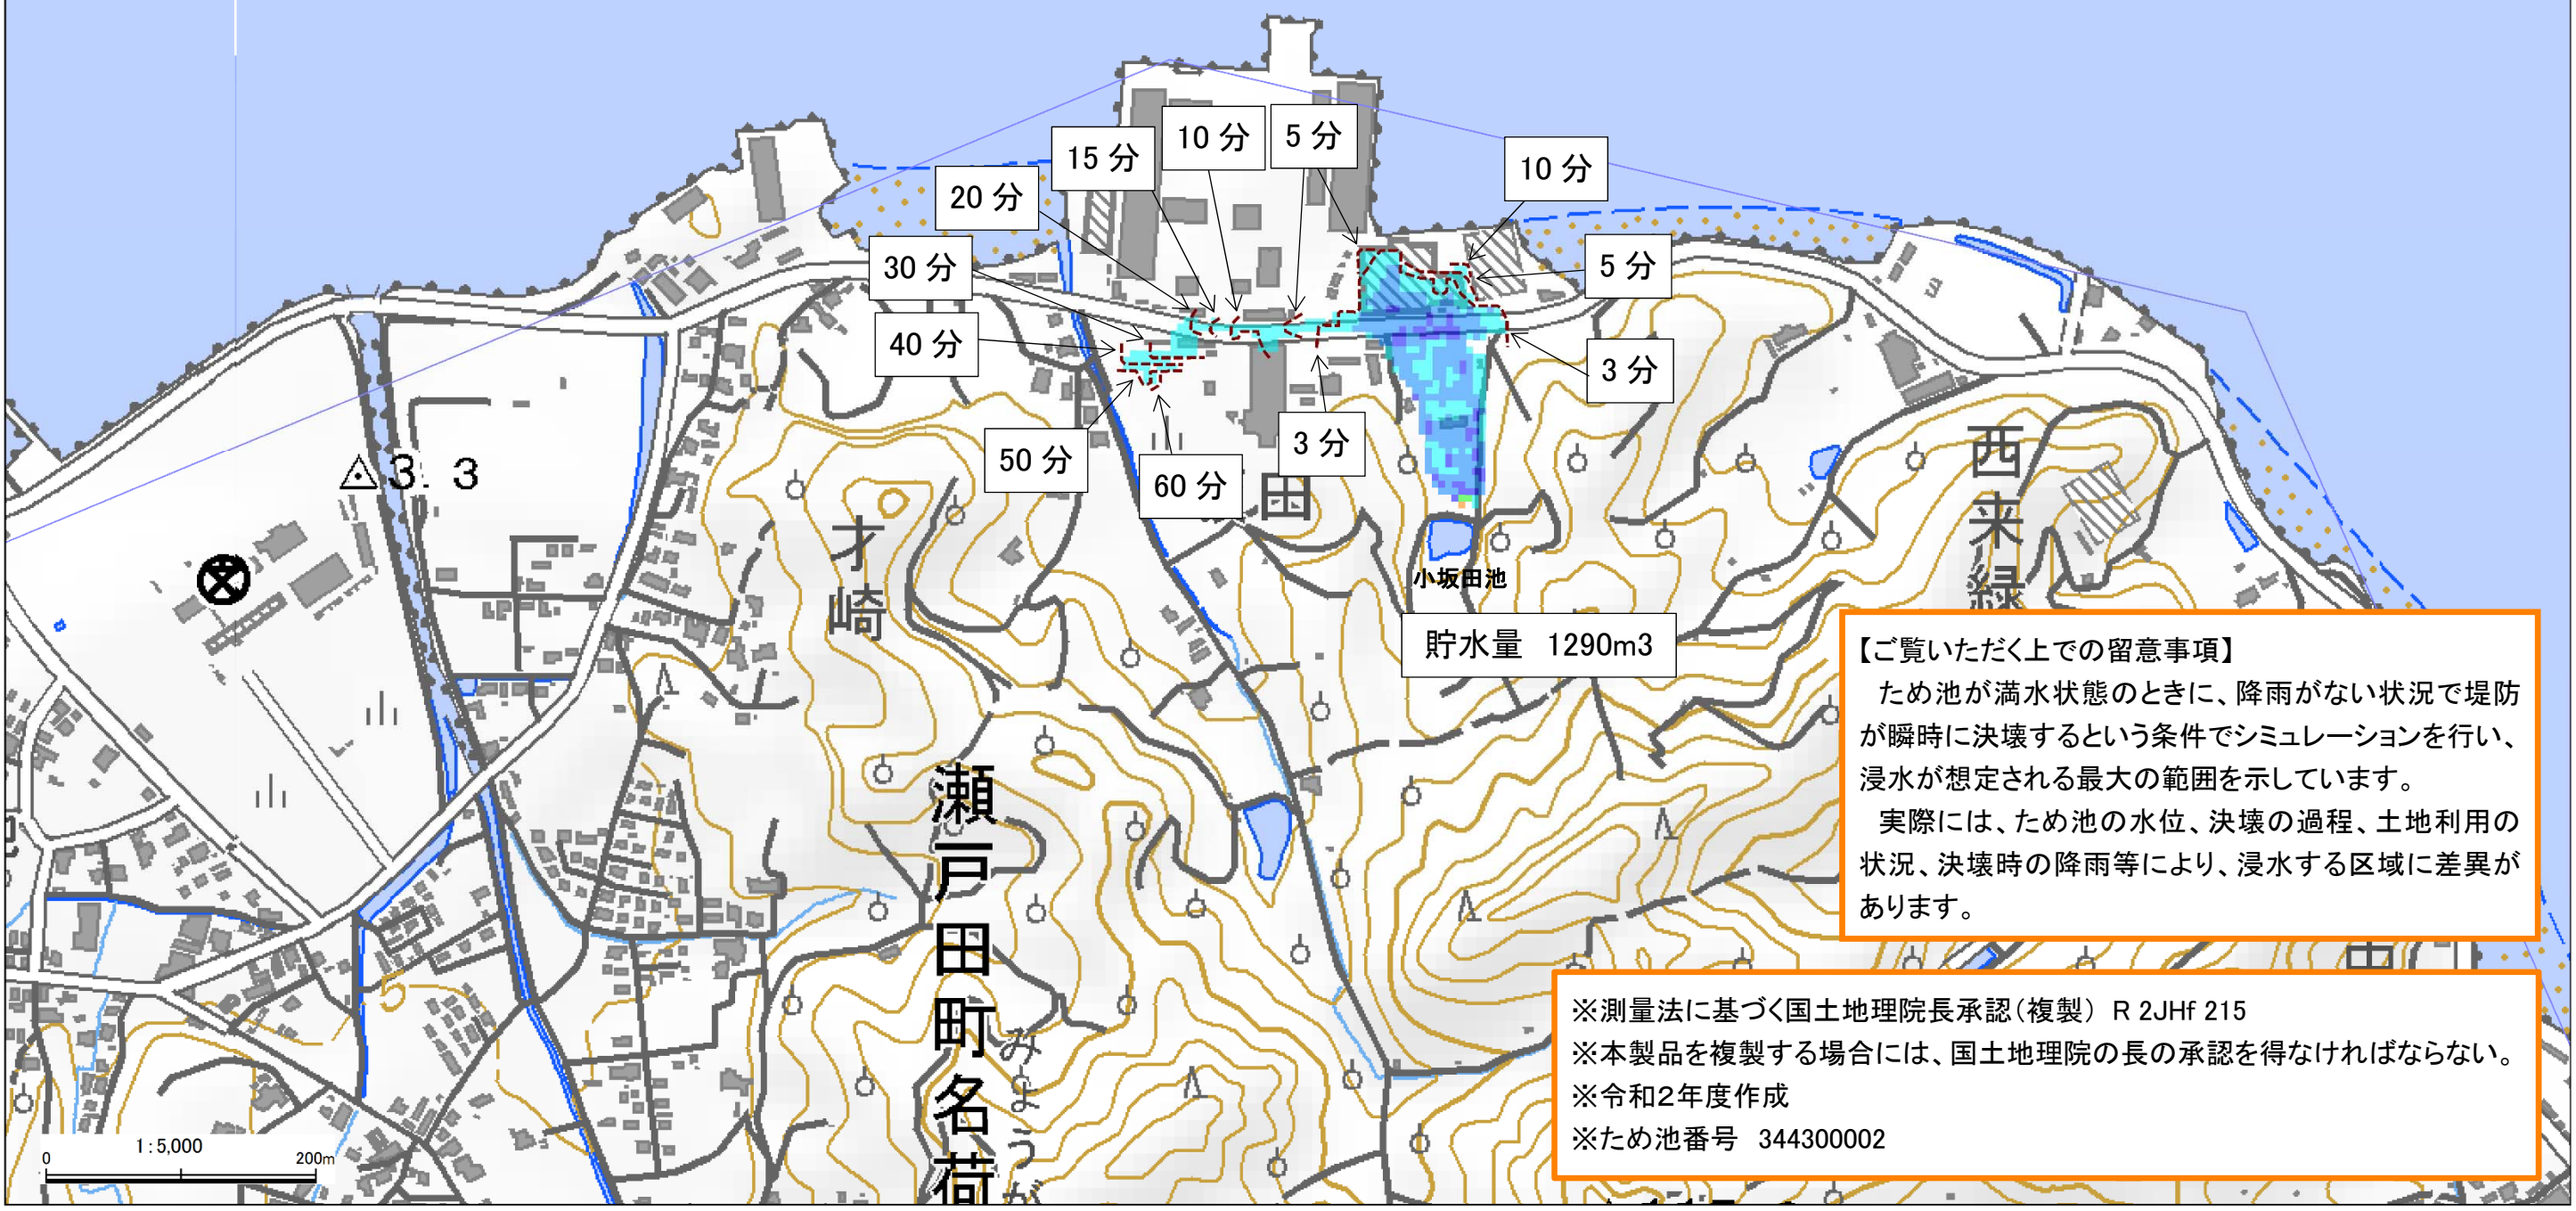 5 分
10 分
10 分
15 分
20 分
5 分
30 分
40 分
3 分
3 分
50 分
60 分
3.3
田
才崎
西来緑
小坂田池
貯水量 1290m3
瀬戸田町名荷
みょうが
5
田
【ご覧いただく上での留意事項】
ため池が満水状態のときに、降雨がない状況で堤防
が瞬時に決壊するという条件でシミュレーションを行い、
浸水が想定される最大の範囲を示しています。
実際には、ため池の水位、決壊の過程、土地利用の
状況、決壊時の降雨等により、浸水する区域に差異が
あります。
※測量法に基づく国土地理院長承認(複製) R 2JHf 215
※本製品を複製する場合には、国土地理院の長の承認を得なければならない。
※令和2年度作成
※ため池番号 344300002
1:5,000
0 200m